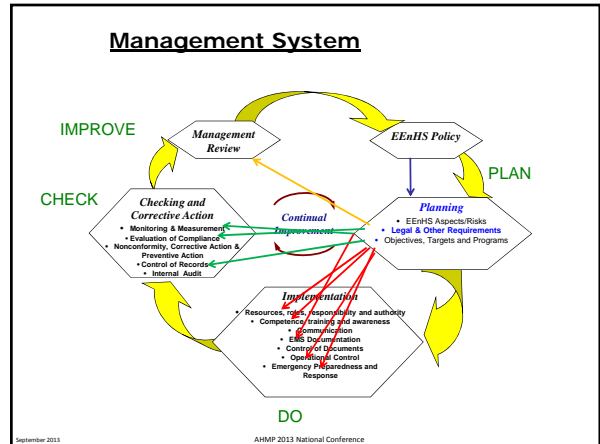 Management System
IMPROVE
Management
Review
EEnHS Policy
PLAN
CHECK
Checking and
Corrective Action
• Monitoring & Measurement
• Evaluation of Compliance
• Nonconformity, Corrective Action &
Preventive Action
• Control of Records
• Internal Audit
Continual
Improvement
Planning
• EEnHS Aspects/Risks
• Legal & Other Requirements
• Objectives, Targets and Programs
Implementation
• Resources, roles, responsibility and authority
• Competence, training and awareness
• Communication
• EMS Documentation
• Control of Documents
• Operational Control
• Emergency Preparedness and
Response
DO
September 2013
AHMP 2013 National Conference